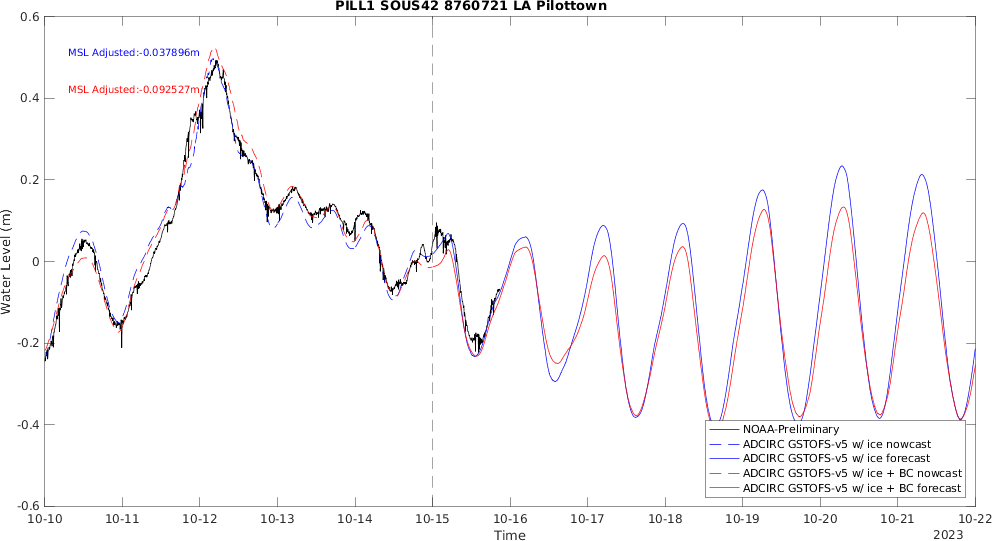 PILL1 SOUS42 8760721 LA Pilottown
MSL Adjusted:-0.037896m
MSL Adjusted:-0.092527m
Water Level (m)
0.6
0.4
0.2
0
-0.2
-0.4
-0.6
NOAA-Preliminary
ADCIRC GSTOFS-v5 w/ ice nowcast
ADCIRC GSTOFS-v5 w/ ice forecast
ADCIRC GSTOFS-v5 w/ ice + BC nowcast
ADCIRC GSTOFS-v5 w/ ice + BC forecast
10-10 10-11 10-12 10-13 10-14 10-15 10-16 10-17 10-18 10-19 10-20 10-21 10-22
Time
2023